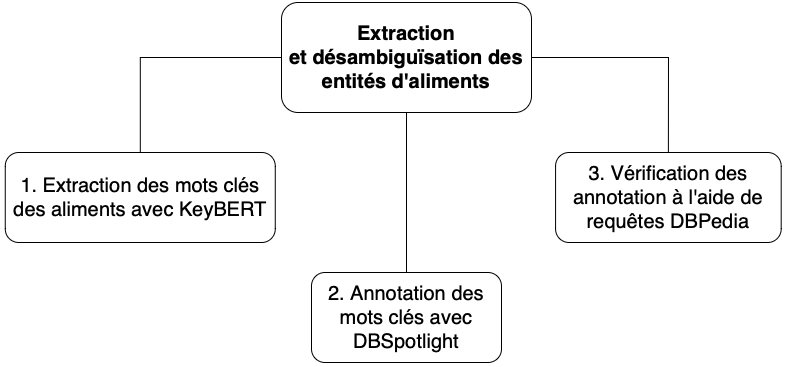 Extraction
et désambiguïsation des
entités d'aliments
1. Extraction des mots clés
des aliments avec KeyBERT
2. Annotation des
mots clés avec
DBSpotlight
3. Vérification des
annotation à l'aide de
requêtes DBPedia